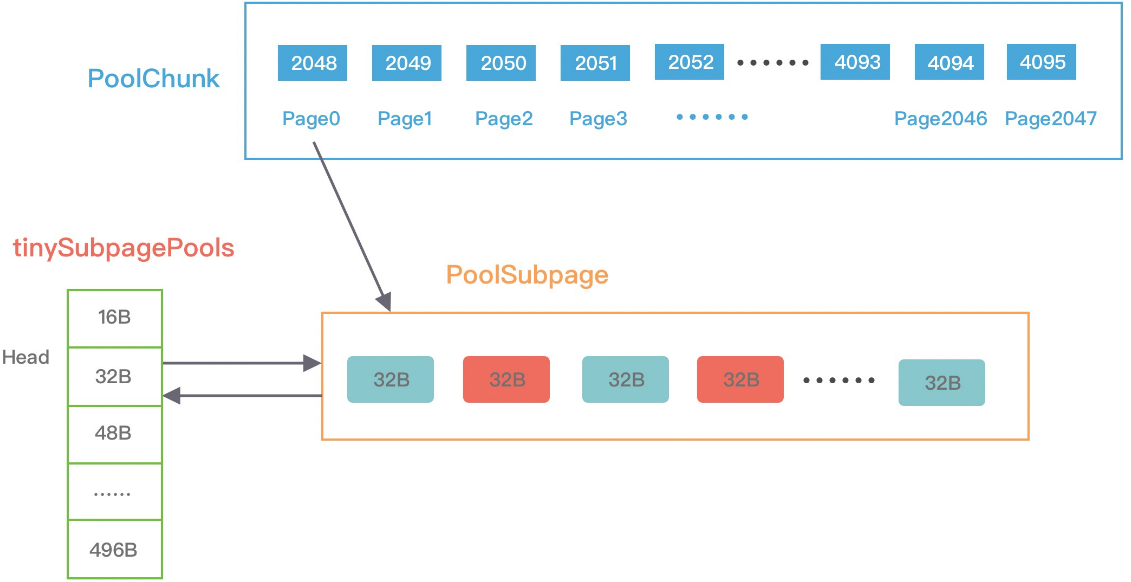 PoolChunk
2048 2049 2050 2051 2052 ······ 4093 4094 4095
Page0 Page1 Page2 Page3 ······ Page2046 Page2047
tinySubpagePools
PoolSubpage
16B
Head
32B
48B
......
496B
32B 32B 32B 32B ······ 32B